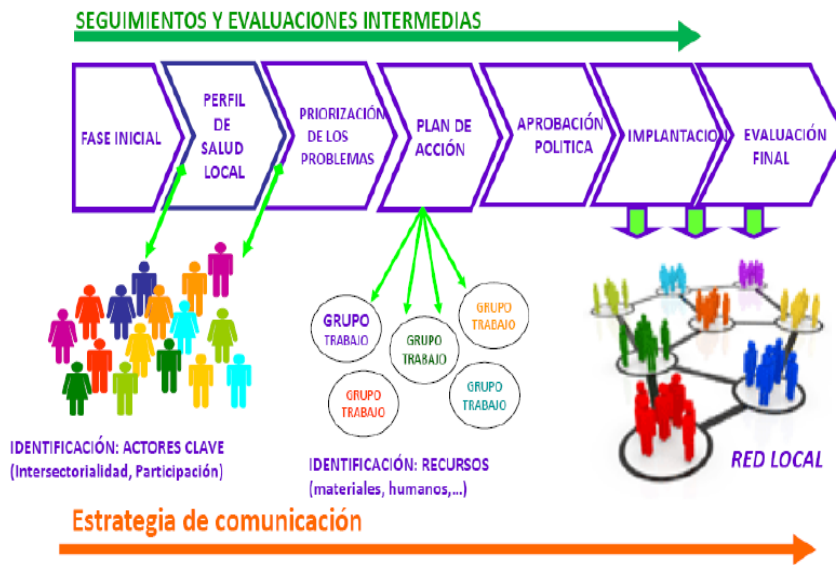 SEGUIMIENTOS Y EVALUACIONES INTERMEDIAS
FASE INICIAL
PERFIL
DE
SALUD
LOCAL
PRIORIZACIÓN
DE LOS
PROBLEMAS
PLAN DE
ACCIÓN
APROBACIÓN
POLITICA
IMPLANTACION
EVALUACIÓN
FINAL
GRUPO
TRABAJO
GRUPO
TRABAJO
GRUPO
TRABAJO
GRUPO
TRABAJO
GRUPO
TRABAJO
IDENTIFICACIÓN: ACTORES CLAVE
(Intersectorialidad, Participación)
IDENTIFICACIÓN: RECURSOS
(materiales, humanos,...)
RED LOCAL
Estrategia de comunicación